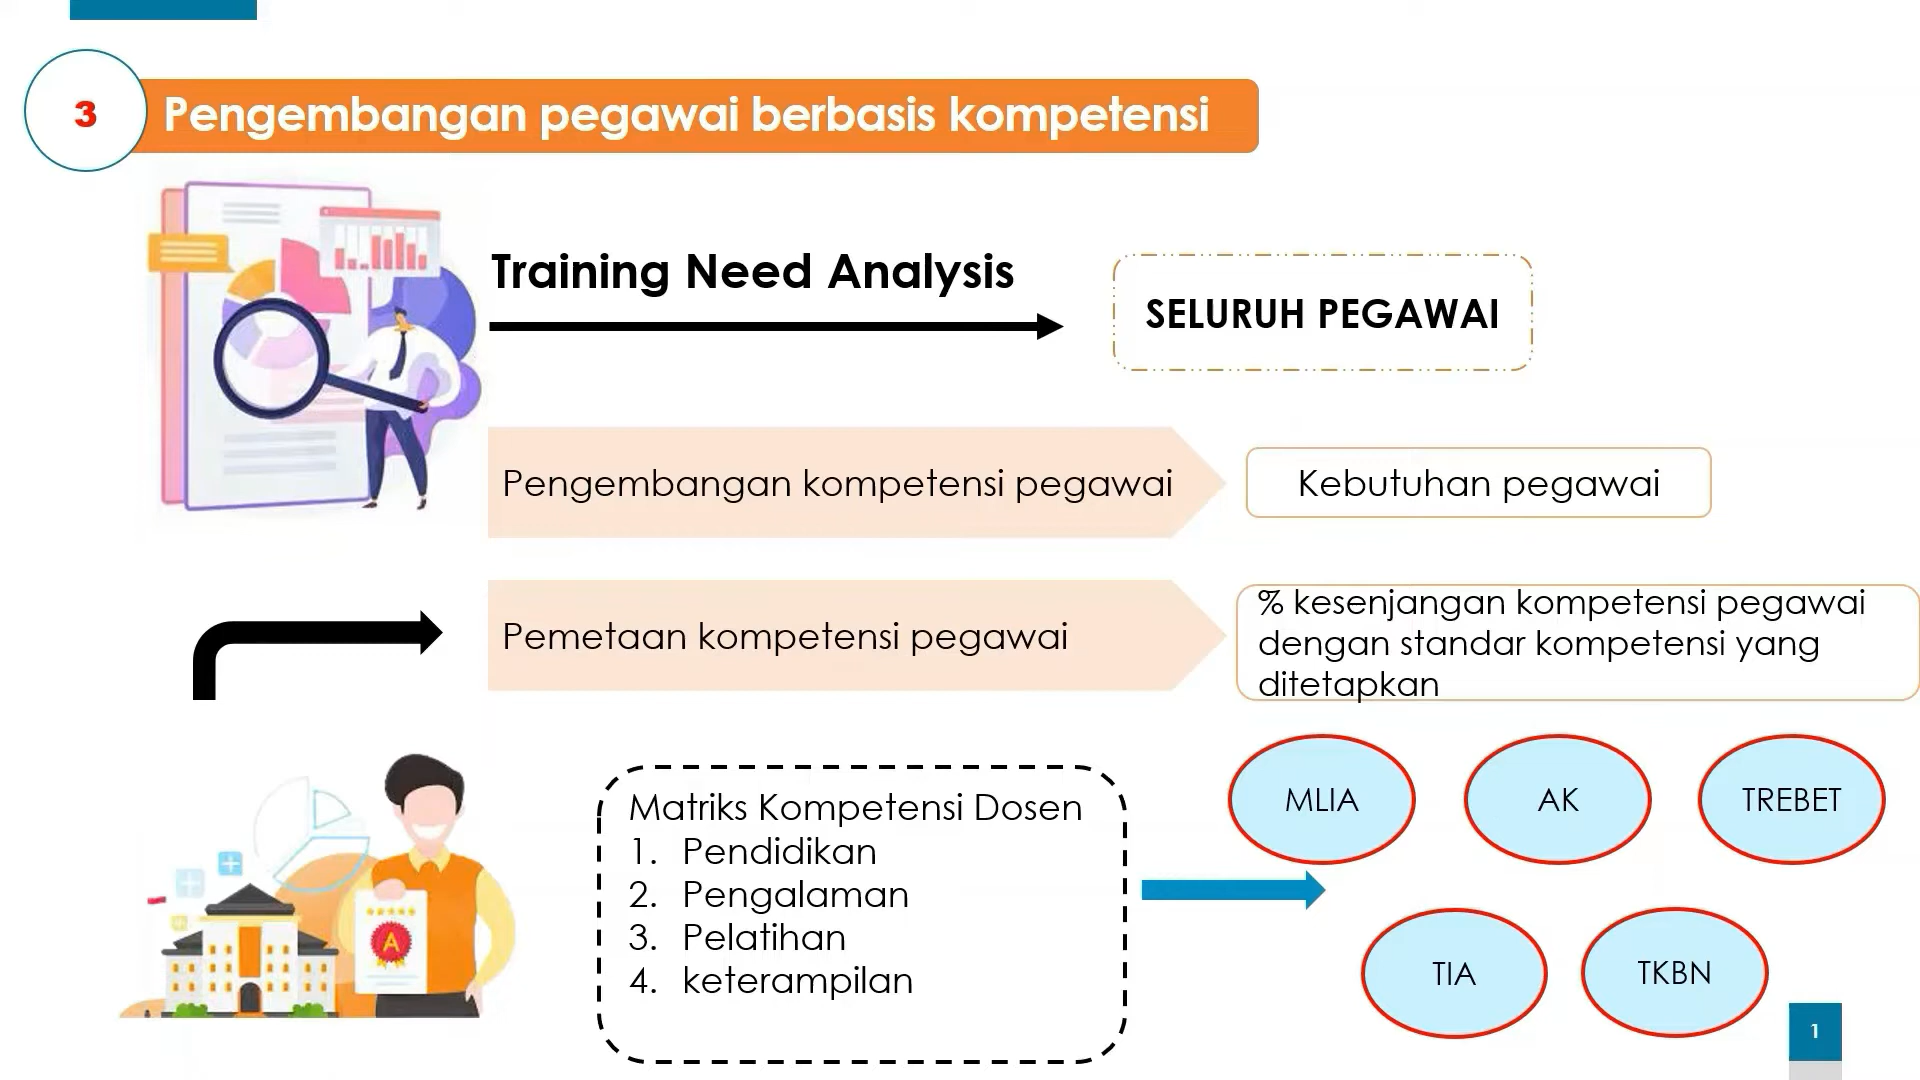 3
Pengembangan pegawai berbasis kompetensi
Training Need Analysis
SELURUH PEGAWAI
Pengembangan kompetensi pegawai
Kebutuhan pegawai
Pemetaan kompetensi pegawai
% kesenjangan kompetensi pegawai
dengan standar kompetensi yang
ditetapkan
Matriks Kompetensi Dosen
1. Pendidikan
2. Pengalaman
3. Pelatihan
4. keterampilan
MLIA
AK
TREBET
TIA
TKBN
A
1